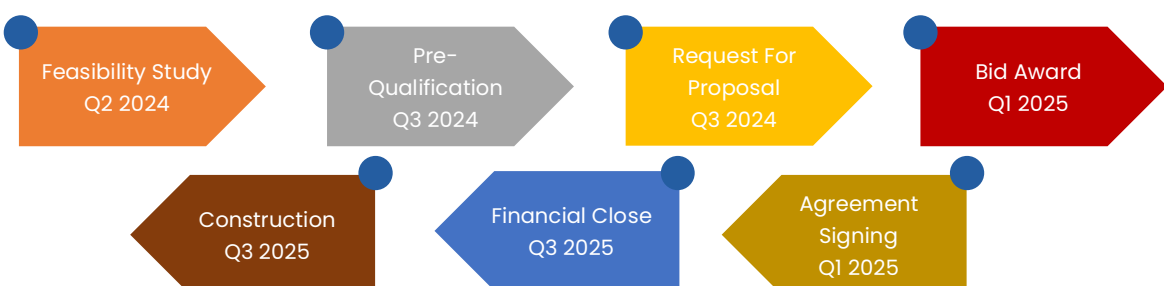 Feasibility Study
Q2 2024
Pre-
Qualification
Q3 2024
Request For
Proposal
Q3 2024
Bid Award
Q1 2025
Agreement
Signing
Q1 2025
Financial Close
Q3 2025
Construction
Q3 2025